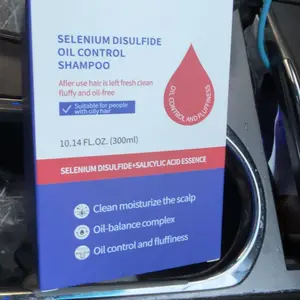 SELENIUM DISULFIDE
OIL CONTROL
SHAMPOO
After use hair is left fresh clean
fluffy and oil-free
Suitable for people
with oily hair
OIL CONTROL AND FLUFFINESS
10.14 FL.OZ. (300ml)
SELENIUM DISULFIDE+SALICYLIC ACID ESSENCE
Clean moisturize the scalp
Oil-balance complex
Oil control and fluffiness